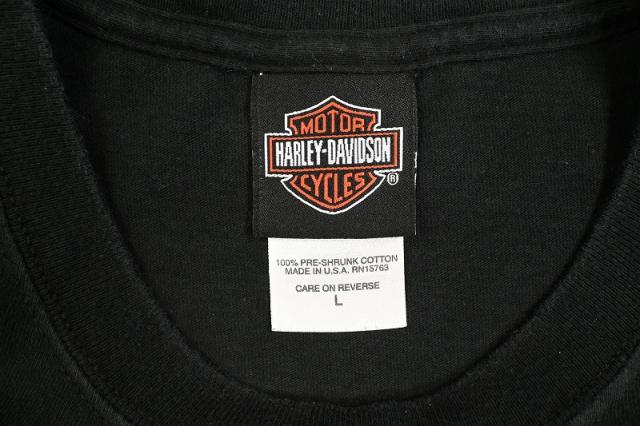 MOTOR
HARLEY-DAVIDSON
CYCLES ®
100% PRE-SHRUNK COTTON
MADE IN U.S.A. RN15763
CARE ON REVERSE
L